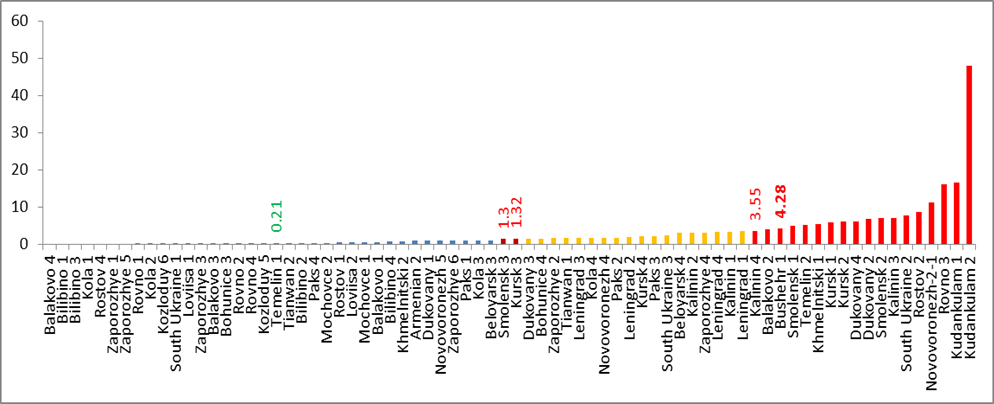 60
50
40
30
20
10
0
0.21
1.3
1.32
3.55
4.28
Balakovo 4
Bilibino 1
Bilibino 3
Kola 1
Rostov 4
Zaporozhye 1
Zaporozhye 5
Rovno 1
Kola 2
Kozloduy 6
South Ukraine 1
Loviisa 1
Zaporozhye 3
Balakovo 3
Bohunice 3
Rovno 2
Rovno 4
Kozloduy 5
Temelin 1
Tianwan 2
Bilibino 2
Paks 4
Mochovce 2
Rostov 1
Loviisa 2
Mochovce 1
Balakovo 1
Bilibino 4
Khmelnitski 2
Armenian 2
Dukovany 1
Novovoronezh 5
Zaporozhye 6
Paks 1
Kola 3
Beloyarsk 3
Smolensk 3
Kursk 3
Dukovany 3
Bohunice 4
Zaporozhye 2
Tianwan 1
Leningrad 3
Kola 4
Novovoronezh 4
Paks 2
Leningrad 2
Kursk 4
Paks 3
South Ukraine 3
Beloyarsk 4
Kalinin 2
Zaporozhye 4
Leningrad 4
Kalinin 1
Leningrad 1
Kalinin 4
Balakovo 2
Bushehr 1
Smolensk 1
Temelin 2
Khmelnitski 1
Kursk 1
Kursk 2
Dukovany 4
Dukovany 2
Smolensk 2
Kalinin 3
South Ukraine 2
Rostov 2
Novovoronezh-2-1
Rovno 3
Kudankulam 1
Kudankulam 2